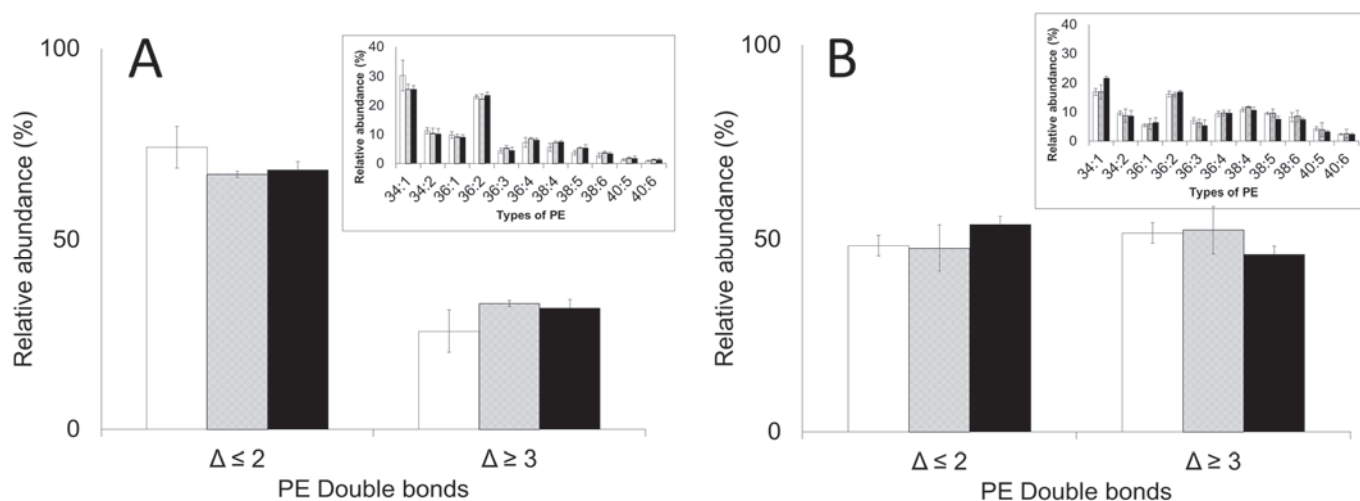 A
100
50
0
Relative abundance (%)
Δ ≤ 2
Δ ≥ 3
PE Double bonds
40
30
20
10
0
Relative abundance (%)
34:1
34:2
36:1
36:2
36:3
36:4
38:4
38:5
38:6
40:5
40:6
Types of PE
B
100
50
0
Relative abundance (%)
Δ ≤ 2
Δ ≥ 3
PE Double bonds
40
30
20
10
0
Relative abundance (%)
34:1
34:2
36:1
36:2
36:3
36:4
38:4
38:5
38:6
40:5
40:6
Types of PE